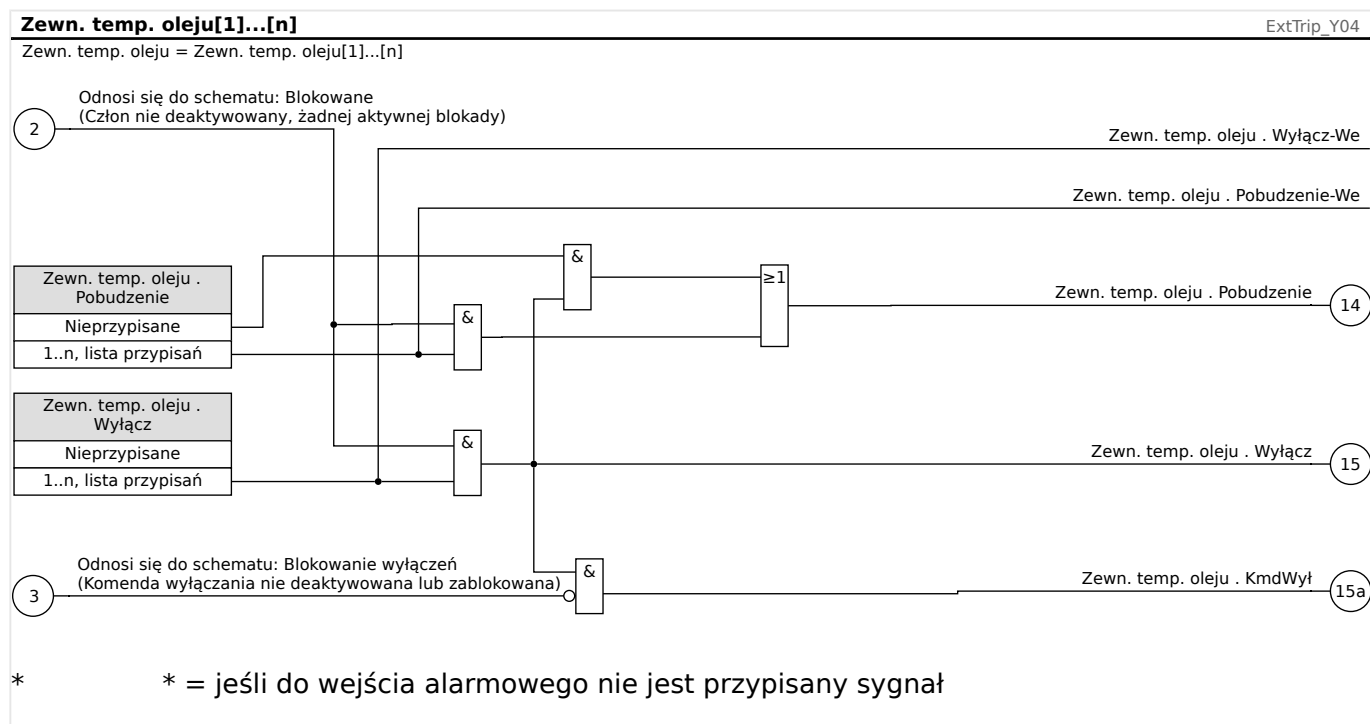 Zewn. temp. oleju[1]...[n]
ExtTrip_Y04
Zewn. temp. oleju = Zewn. temp. oleju[1]...[n]
Odnosi się do schematu: Blokowane
(Człon nie deaktywowany, żadnej aktywnej blokady)
2
Zewn. temp. oleju . Wyłącz-We
Zewn. temp. oleju . Pobudzenie-We
&
Zewn. temp. oleju .
Pobudzenie
Nieprzypisane
1..n, lista przypisań
&
≥1
Zewn. temp. oleju . Pobudzenie
14
Zewn. temp. oleju .
Wyłącz
Nieprzypisane
1..n, lista przypisań
&
Zewn. temp. oleju . Wyłącz
15
Odnosi się do schematu: Blokowanie wyłączeń
(Komenda wyłączania nie deaktywowana lub zablokowana)
3
&
Zewn. temp. oleju . KmdWył
15a
* * = jeśli do wejścia alarmowego nie jest przypisany sygnał